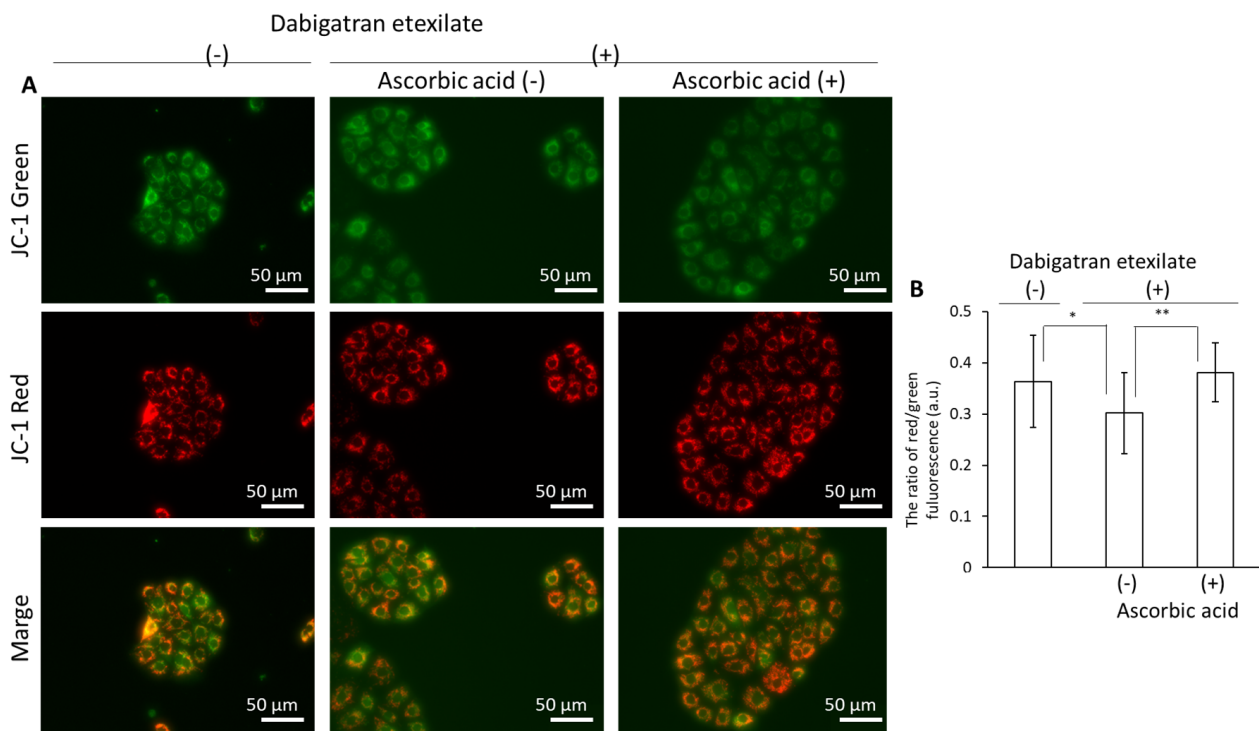 Dabigatran etexilate
(-)
(+)
A
Ascorbic acid (-)
Ascorbic acid (+)
JC-1 Green
50 µm
50 µm
50 µm
JC-1 Red
50 µm
50 µm
50 µm
Marge
50 µm
50 µm
50 µm
B
Dabigatran etexilate
(-)
(+)
*
**
The ratio of red/green
fuluorescence (a.u.)
0.5
0.4
0.3
0.2
0.1
0
(-)
(+)
Ascorbic acid